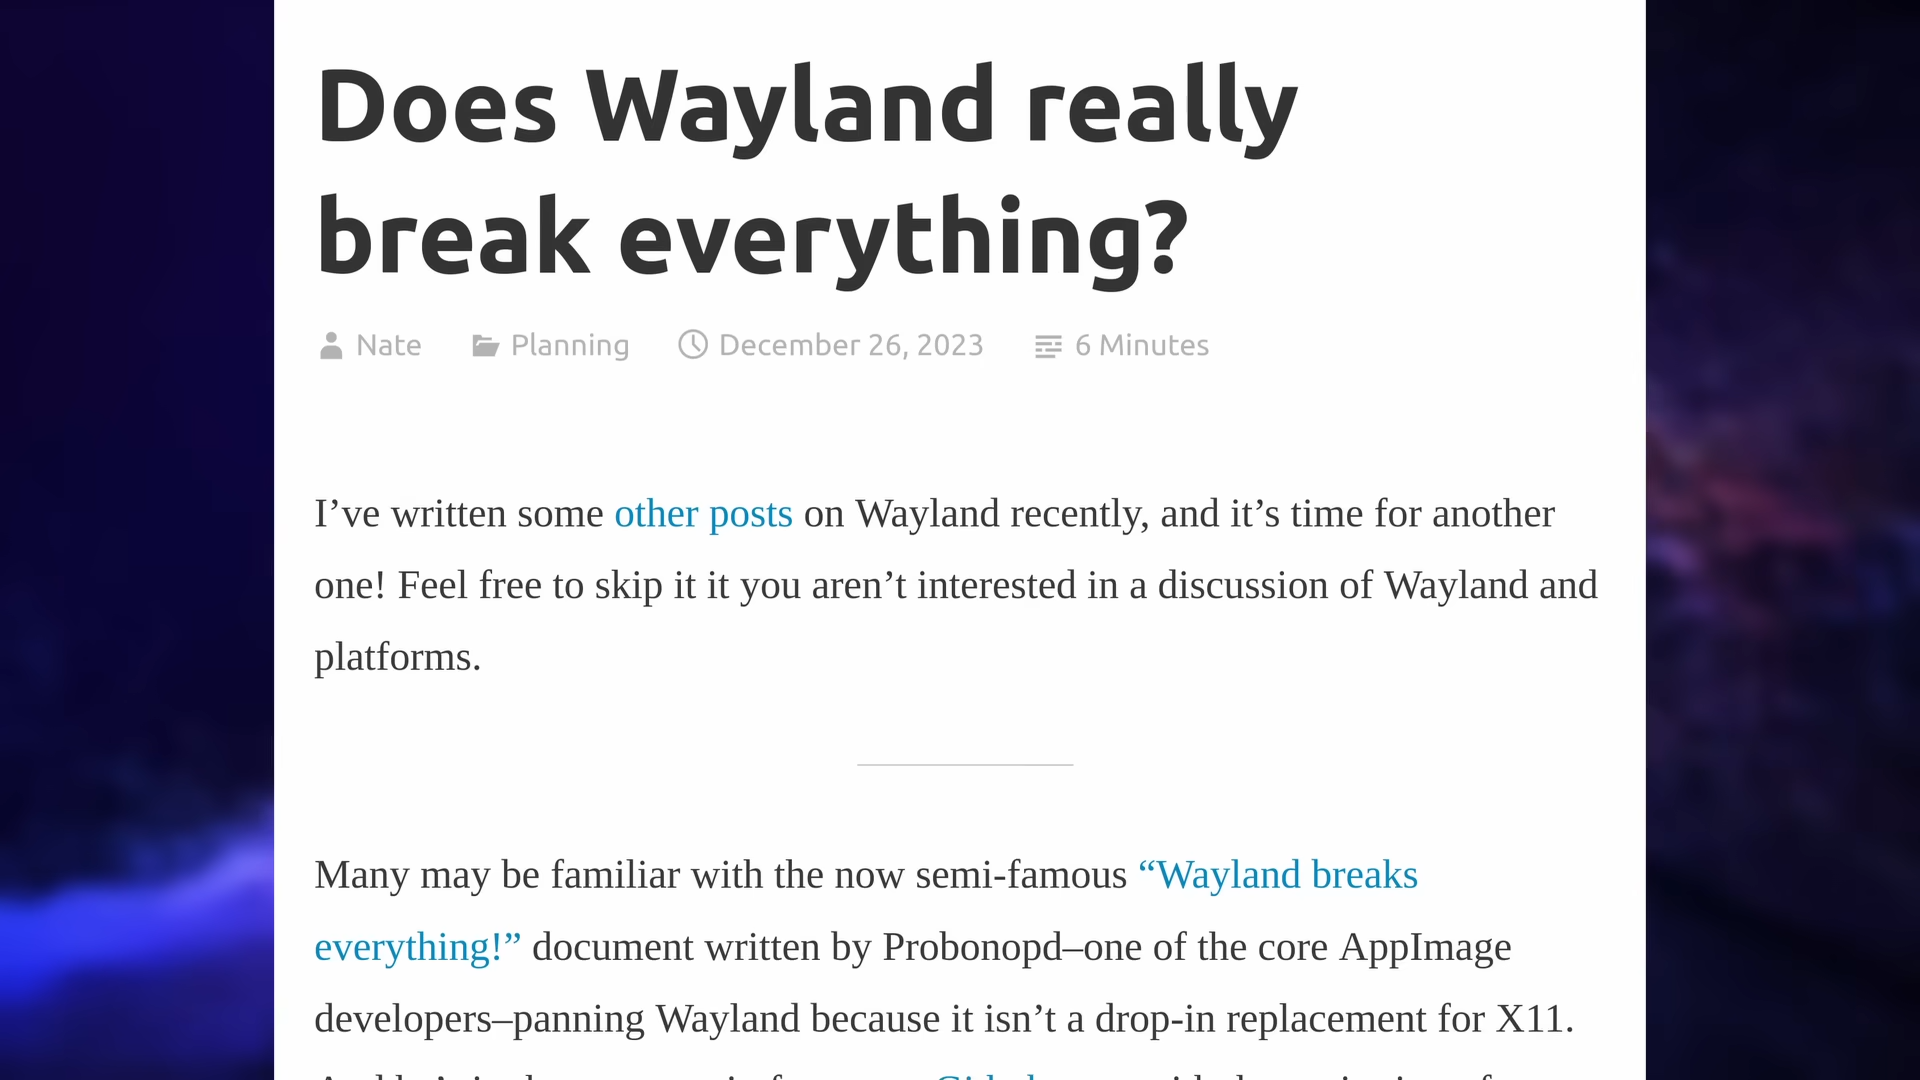 Does Wayland really
break everything?
Nate Planning December 26, 2023 6 Minutes
I’ve written some other posts on Wayland recently, and it’s time for another
one! Feel free to skip it it you aren’t interested in a discussion of Wayland and
platforms.
Many may be familiar with the now semi-famous “Wayland breaks
everything!” document written by Probonopd–one of the core AppImage
developers–panning Wayland because it isn’t a drop-in replacement for X11.